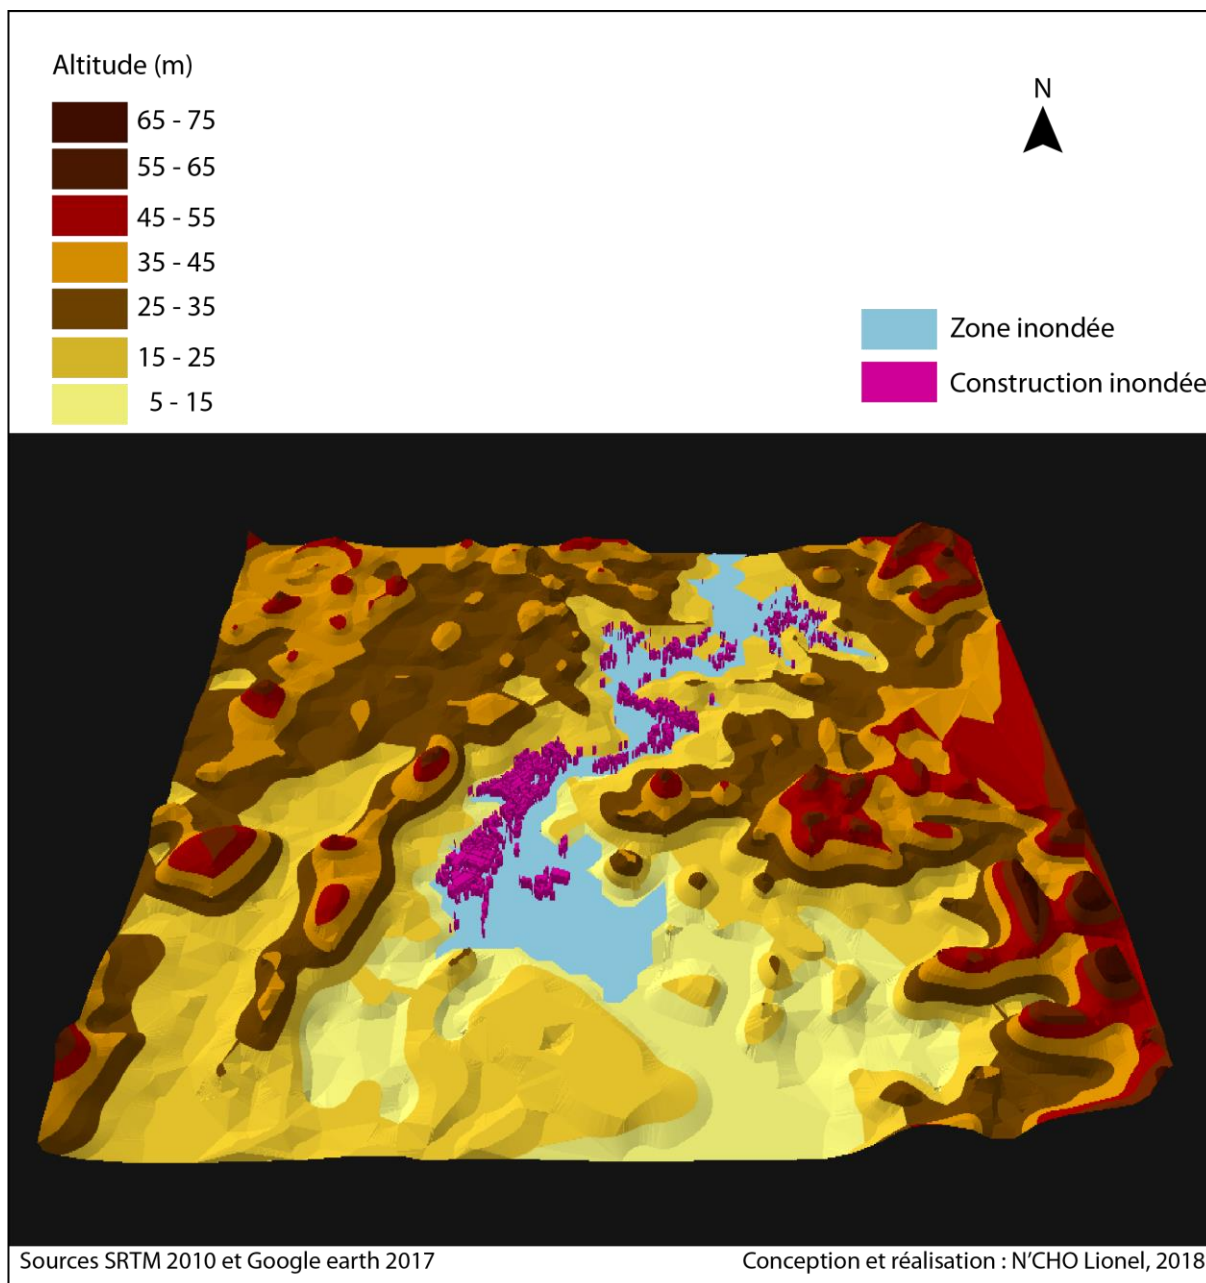 Altitude (m)
N
65 - 75
55 - 65
45 - 55
35 - 45
25 - 35
15 - 25
5 - 15
Zone inondée
Construction inondée
Sources SRTM 2010 et Google earth 2017
Conception et réalisation : N'CHO Lionel, 2018